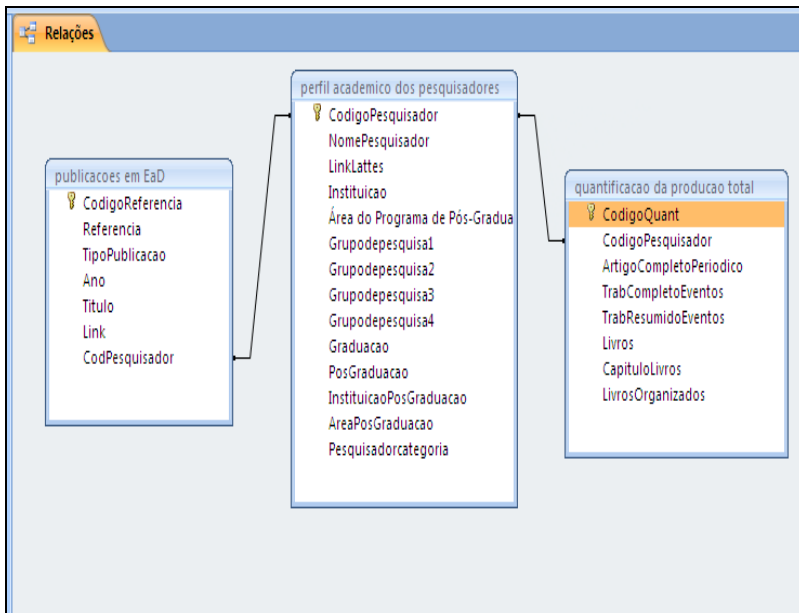 Relações
publicacoes em EaD
CodigoReferencia
Referencia
TipoPublicacao
Ano
Titulo
Link
CodPesquisador
perfil academico dos pesquisadores
CodigoPesquisador
NomePesquisador
LinkLattes
Instituicao
Área do Programa de Pós-Gradua
Grupodepesquisa1
Grupodepesquisa2
Grupodepesquisa3
Grupodepesquisa4
Graduacao
PosGraduacao
InstituicaoPosGraduacao
AreaPosGraduacao
Pesquisadorcategoria
quantificacao da producao total
CodigoQuant
CodigoPesquisador
ArtigoCompletoPeriodico
TrabCompletoEventos
TrabResumidoEventos
Livros
CapituloLivros
LivrosOrganizados